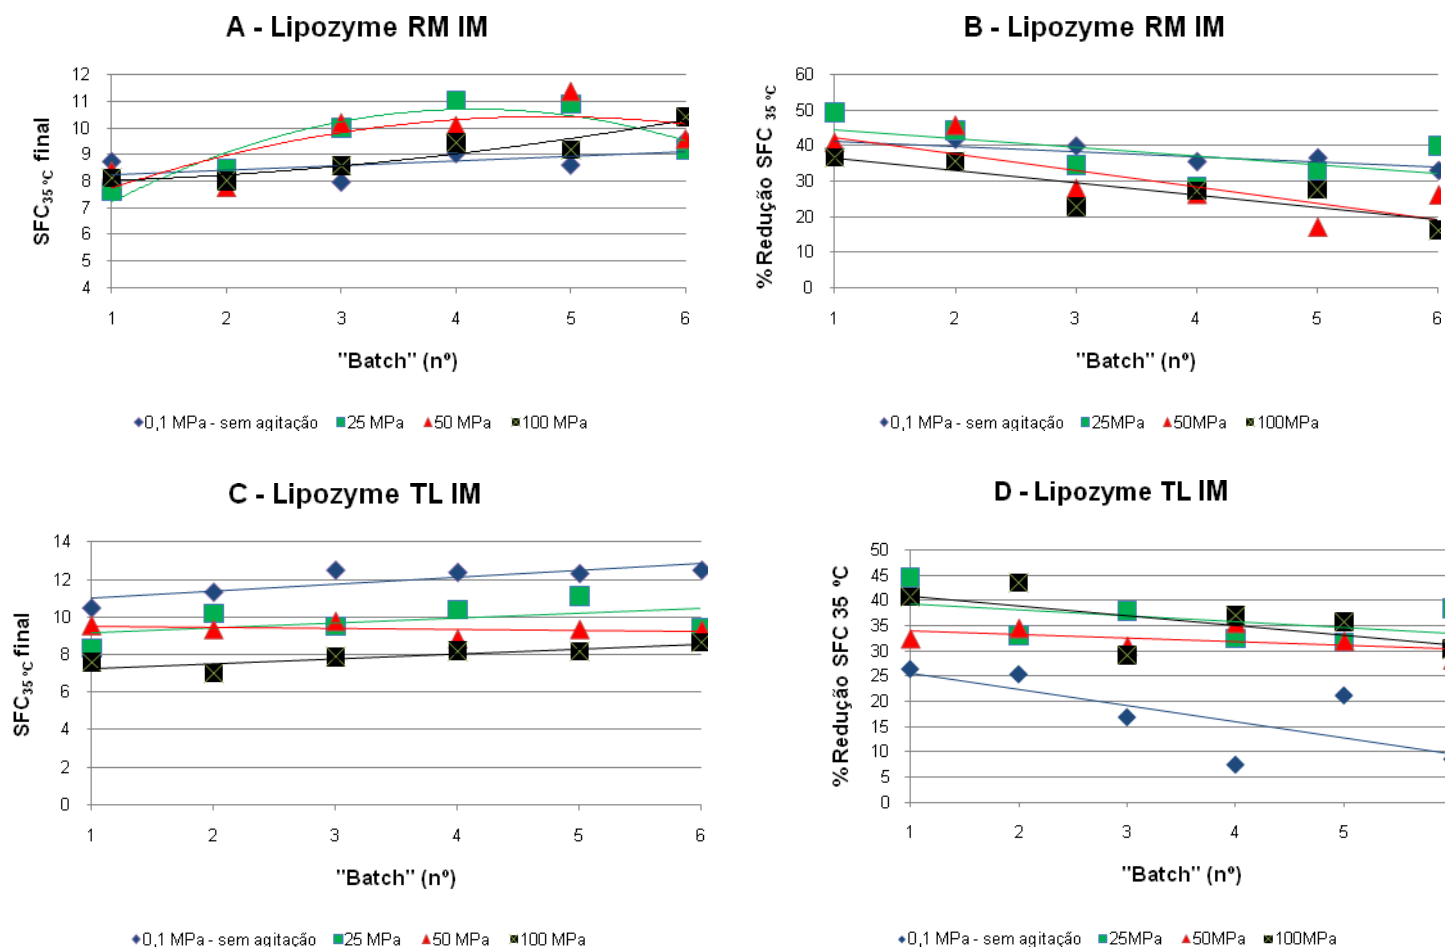 A - Lipozyme RM IM
SFC35 ºC final
12
11
10
9
8
7
6
5
4
1 2 3 4 5 6
"Batch" (nº)
0,1 MPa - sem agitação 25 MPa 50 MPa 100 MPa
B - Lipozyme RM IM
%Redução SFC 35 ºC
60
50
40
30
20
10
0
1 2 3 4 5 6
"Batch" (nº)
0,1 MPa - sem agitação 25MPa 50MPa 100MPa
C - Lipozyme TL IM
SFC35 ºC final
14
12
10
8
6
4
2
0
1 2 3 4 5 6
"Batch" (nº)
0,1 MPa - sem agitação 25 MPa 50 MPa 100 MPa
D - Lipozyme TL IM
%Redução SFC 35 ºC
50
45
40
35
30
25
20
15
10
5
0
1 2 3 4 5
"Batch" (nº)
0,1 MPa - sem agitação 25MPa 50MPa 100MPa